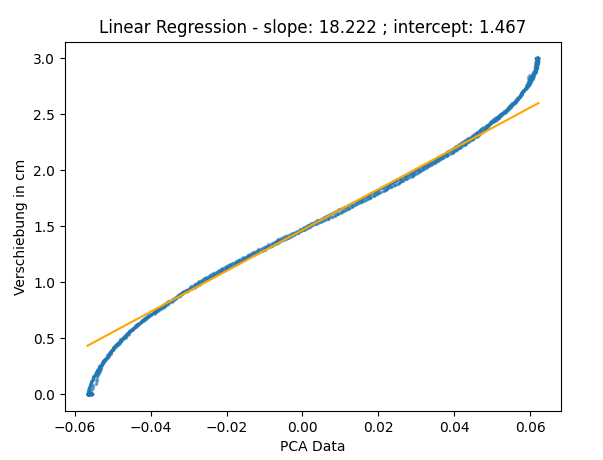 Linear Regression - slope: 18.222 ; intercept: 1.467
3.0
2.5
2.0
1.5
1.0
0.5
0.0
Verschiebung in cm
−0.06 −0.04 −0.02 0.00 0.02 0.04 0.06
PCA Data